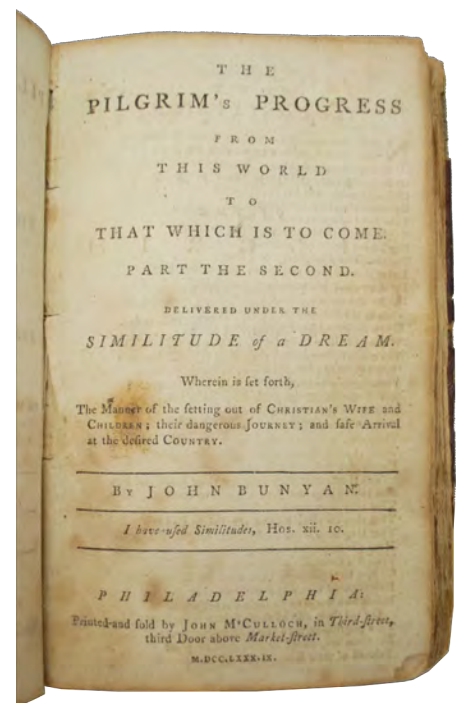 THE
PILGRIM's PROGRESS
FROM
THIS WORLD
TO
THAT WHICH IS TO COME.
PART THE SECOND.
DELIVERED UNDER THE
SIMILITUDE of a DREAM.
Wherein is ſet forth,
The Manner of the ſetting out of CHRISTIAN's WIFE and
CHILDREN; their dangerous JOURNEY; and ſafe Arrival
at the deſired COUNTRY.
BY JOHN BUNYAN.
I have uſed Similitudes, HOS. xii. 10.
PHILADELPHIA:
Printed and ſold by JOHN M'CULLOCH, in Third-ſtreet,
third Door above Market-ſtreet.
M.DCC.LXXX.IX.